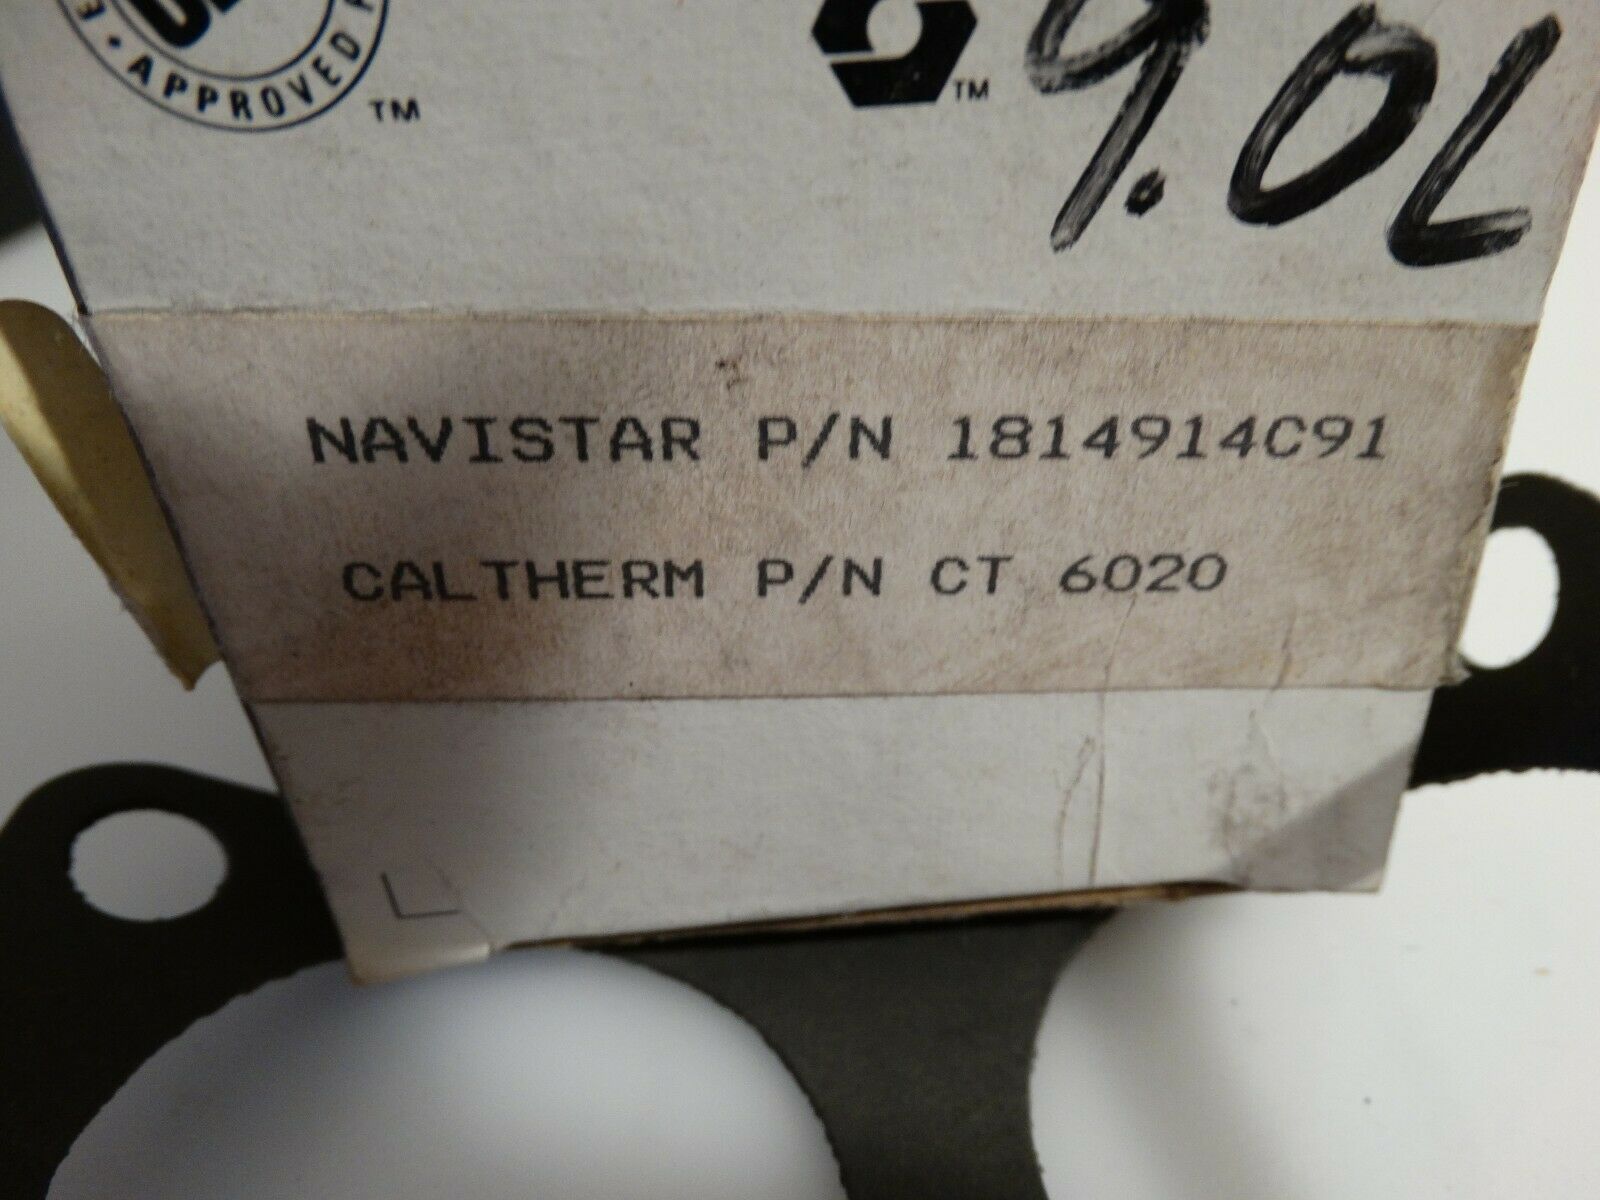 APPROVED
TM
TM
9.0L
NAVISTAR P/N 1814914C91
CALTHERM P/N CT 6020